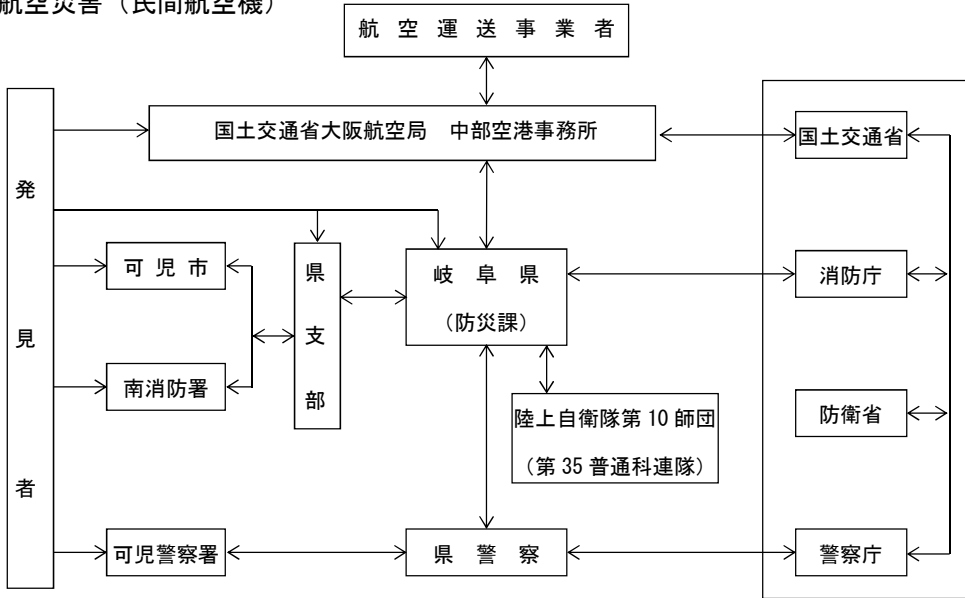 航空災害（民間航空機）
航空運送事業者
国土交通省大阪航空局　中部空港事務所
国土交通省
発見者
可児市
県支部
岐阜県
（防災課）
消防庁
南消防署
陸上自衛隊第 10 師団
（第 35 普通科連隊）
防衛省
可児警察署
県警察
警察庁